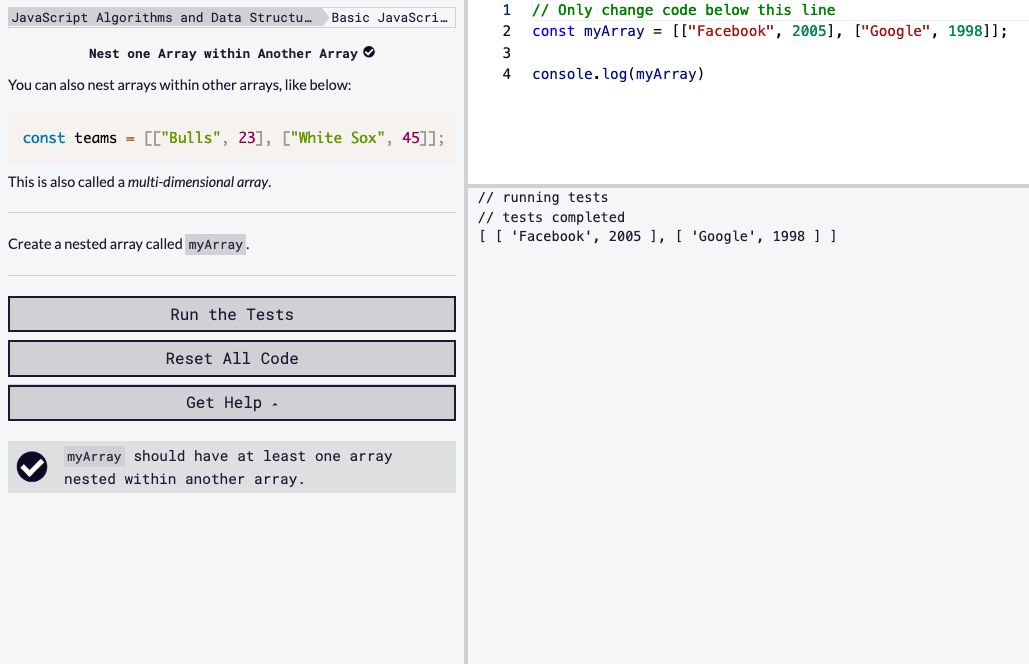 JavaScript Algorithms and Data Structu…
Basic JavaScri…
Nest one Array within Another Array
You can also nest arrays within other arrays, like below:
const teams = [["Bulls", 23], ["White Sox", 45]];
This is also called a multi-dimensional array.
Create a nested array called myArray.
Run the Tests
Reset All Code
Get Help
myArray should have at least one array
nested within another array.
1 // Only change code below this line
2 const myArray = [["Facebook", 2005], ["Google", 1998]];
3
4 console.log(myArray)
// running tests
// tests completed
[ [ 'Facebook', 2005 ], [ 'Google', 1998 ] ]